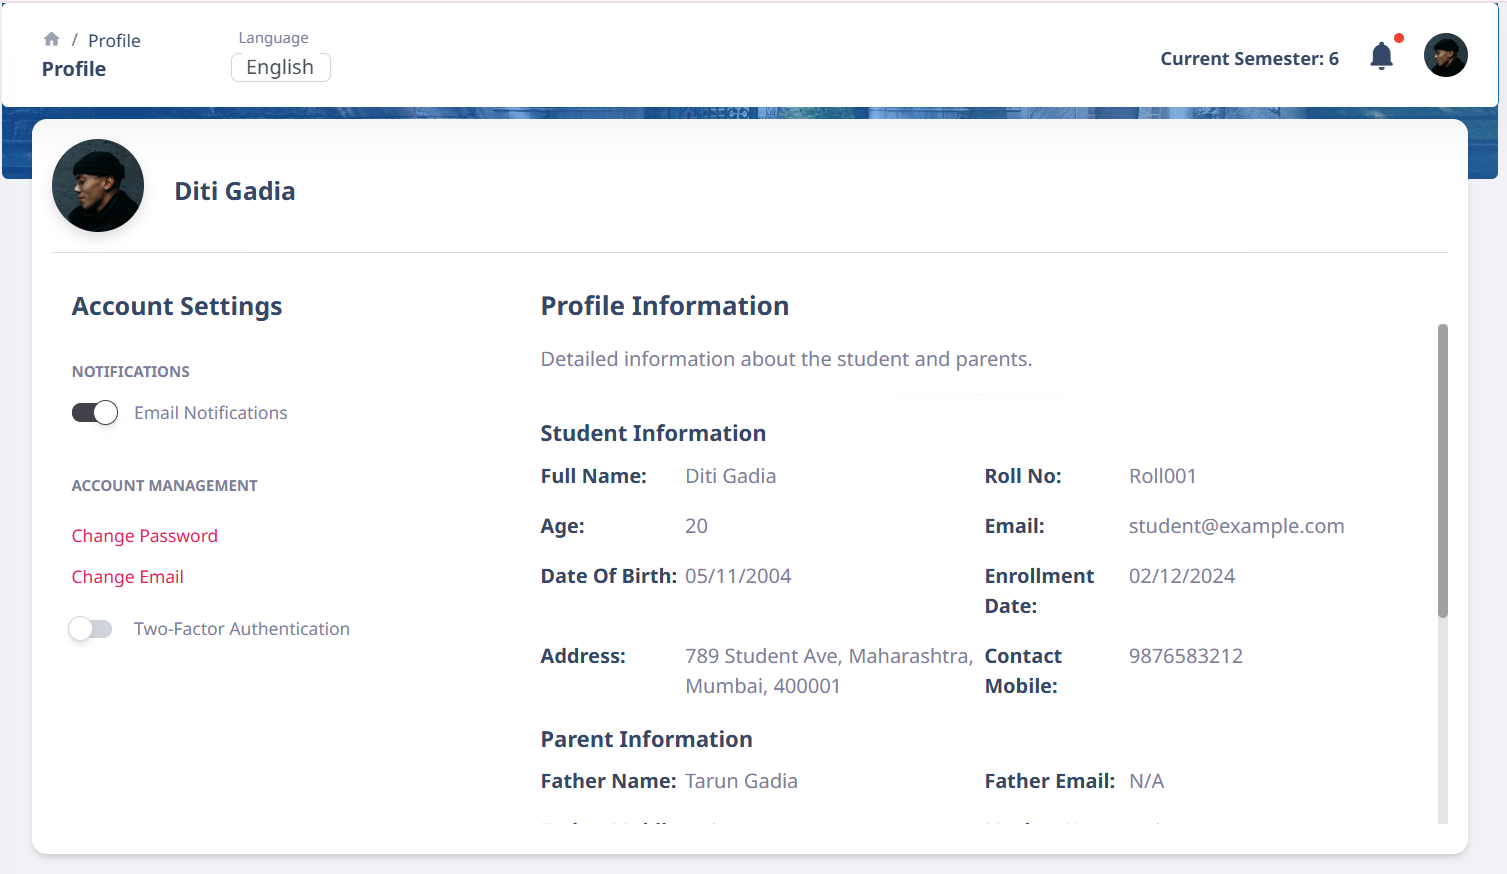 / Profile
Profile
Language
English
Current Semester: 6
Diti Gadia
Account Settings
NOTIFICATIONS
Email Notifications
ACCOUNT MANAGEMENT
Change Password
Change Email
Two-Factor Authentication
Profile Information
Detailed information about the student and parents.
Student Information
Full Name: Diti Gadia Roll No: Roll001
Age: 20 Email: student@example.com
Date Of Birth: 05/11/2004 Enrollment Date: 02/12/2024
Address: 789 Student Ave, Maharashtra, Mumbai, 400001 Contact Mobile: 9876583212
Parent Information
Father Name: Tarun Gadia Father Email: N/A